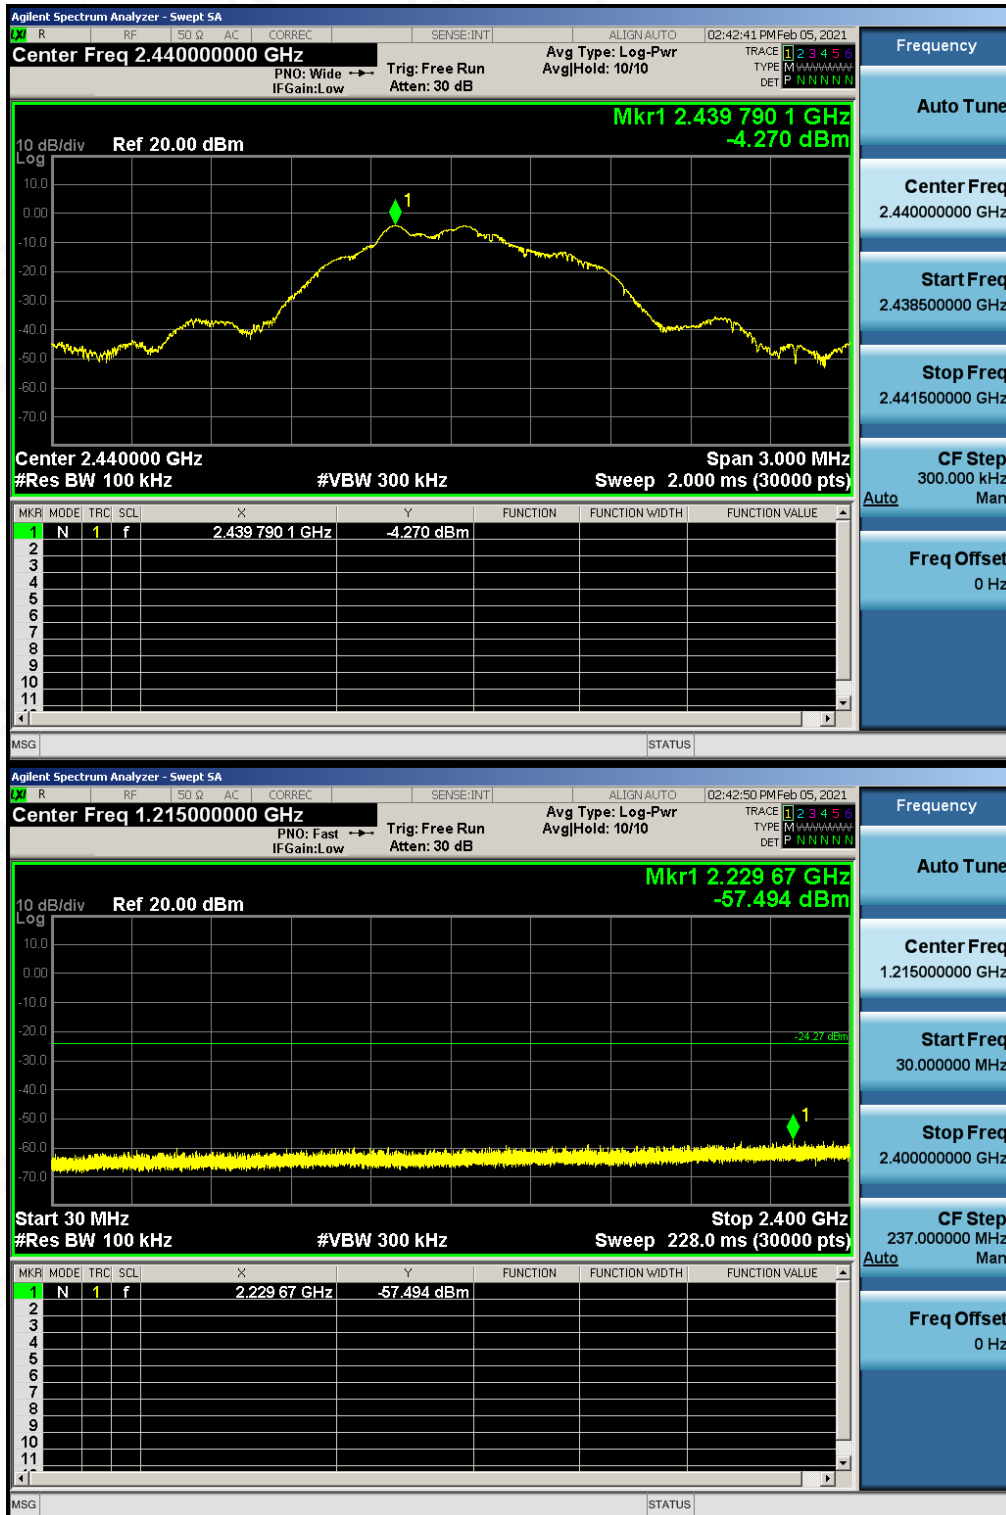 Agilent Spectrum Analyzer - Swept SA
LXI R RF 50 Ω AC CORREC SENSE:INT ALIGN AUTO 02:42:41 PM Feb 05, 2021
Center Freq 2.440000000 GHz
PNO: Wide
IFGain:Low
Trig: Free Run
Atten: 30 dB
Avg Type: Log-Pwr
Avg|Hold: 10/10
TRACE 1 2 3 4 5 6
TYPE M W W W W W
DET P N N N N N
Mkr1 2.439 790 1 GHz
-4.270 dBm
10 dB/div
Log
Ref 20.00 dBm
10.0
0.00
-10.0
-20.0
-30.0
-40.0
-50.0
-60.0
-70.0
1
Center 2.440000 GHz
Span 3.000 MHz
#Res BW 100 kHz
#VBW 300 kHz
Sweep 2.000 ms (30000 pts)
MKR MODE TRC SCL X Y FUNCTION FUNCTION WIDTH FUNCTION VALUE
1 N 1 f 2.439 790 1 GHz -4.270 dBm
2
3
4
5
6
7
8
9
10
11
MSG
STATUS
Frequency
Auto Tune
Center Freq
2.440000000 GHz
Start Freq
2.438500000 GHz
Stop Freq
2.441500000 GHz
CF Step
300.000 kHz
Auto Man
Freq Offset
0 Hz
Agilent Spectrum Analyzer - Swept SA
LXI R RF 50 Ω AC CORREC SENSE:INT ALIGN AUTO 02:42:50 PM Feb 05, 2021
Center Freq 1.215000000 GHz
PNO: Fast
IFGain:Low
Trig: Free Run
Atten: 30 dB
Avg Type: Log-Pwr
Avg|Hold: 10/10
TRACE 1 2 3 4 5 6
TYPE M W W W W W
DET P N N N N N
Mkr1 2.229 67 GHz
-57.494 dBm
10 dB/div
Log
Ref 20.00 dBm
10.0
0.00
-10.0
-20.0
-30.0
-40.0
-50.0
-60.0
-70.0
-24.27 dBm
1
Start 30 MHz
Stop 2.400 GHz
#Res BW 100 kHz
#VBW 300 kHz
Sweep 228.0 ms (30000 pts)
MKR MODE TRC SCL X Y FUNCTION FUNCTION WIDTH FUNCTION VALUE
1 N 1 f 2.229 67 GHz -57.494 dBm
2
3
4
5
6
7
8
9
10
11
MSG
STATUS
Frequency
Auto Tune
Center Freq
1.215000000 GHz
Start Freq
30.000000 MHz
Stop Freq
2.400000000 GHz
CF Step
237.000000 MHz
Auto Man
Freq Offset
0 Hz